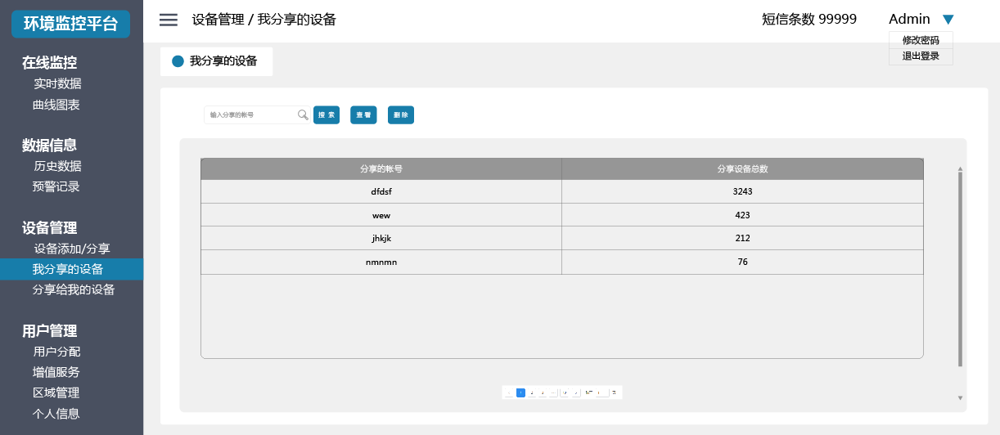 环境监控平台
在线监控
实时数据
曲线图表
数据信息
历史数据
预警记录
设备管理
设备添加/分享
我分享的设备
分享给我的设备
用户管理
用户分配
增值服务
区域管理
个人信息
设备管理 / 我分享的设备
短信条数 99999
Admin
修改密码
退出登录
我分享的设备
输入分享的帐号
搜 索
查 看
删 除
分享的帐号 分享设备总数
dfdsf 3243
wew 423
jhkjk 212
nmnmn 76